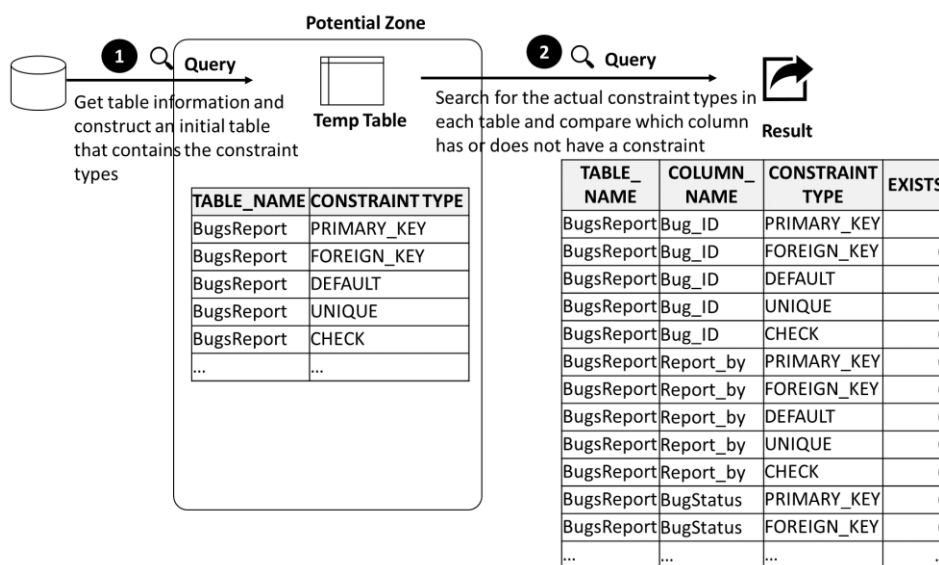 Potential Zone
1 Query
Get table information and
construct an initial table
that contains the constraint
types
Temp Table
2 Query
Search for the actual constraint types in
each table and compare which column
has or does not have a constraint
Result
TABLE_NAME CONSTRAINT TYPE
BugsReport PRIMARY_KEY
BugsReport FOREIGN_KEY
BugsReport DEFAULT
BugsReport UNIQUE
BugsReport CHECK
... ...
TABLE_ COLUMN_ CONSTRAINT EXISTS
NAME NAME TYPE
BugsReport Bug_ID PRIMARY_KEY
BugsReport Bug_ID FOREIGN_KEY
BugsReport Bug_ID DEFAULT
BugsReport Bug_ID UNIQUE
BugsReport Bug_ID CHECK
BugsReport Report_by PRIMARY_KEY
BugsReport Report_by FOREIGN_KEY
BugsReport Report_by DEFAULT
BugsReport Report_by UNIQUE
BugsReport Report_by CHECK
BugsReport BugStatus PRIMARY_KEY
BugsReport BugStatus FOREIGN_KEY
... ... ...